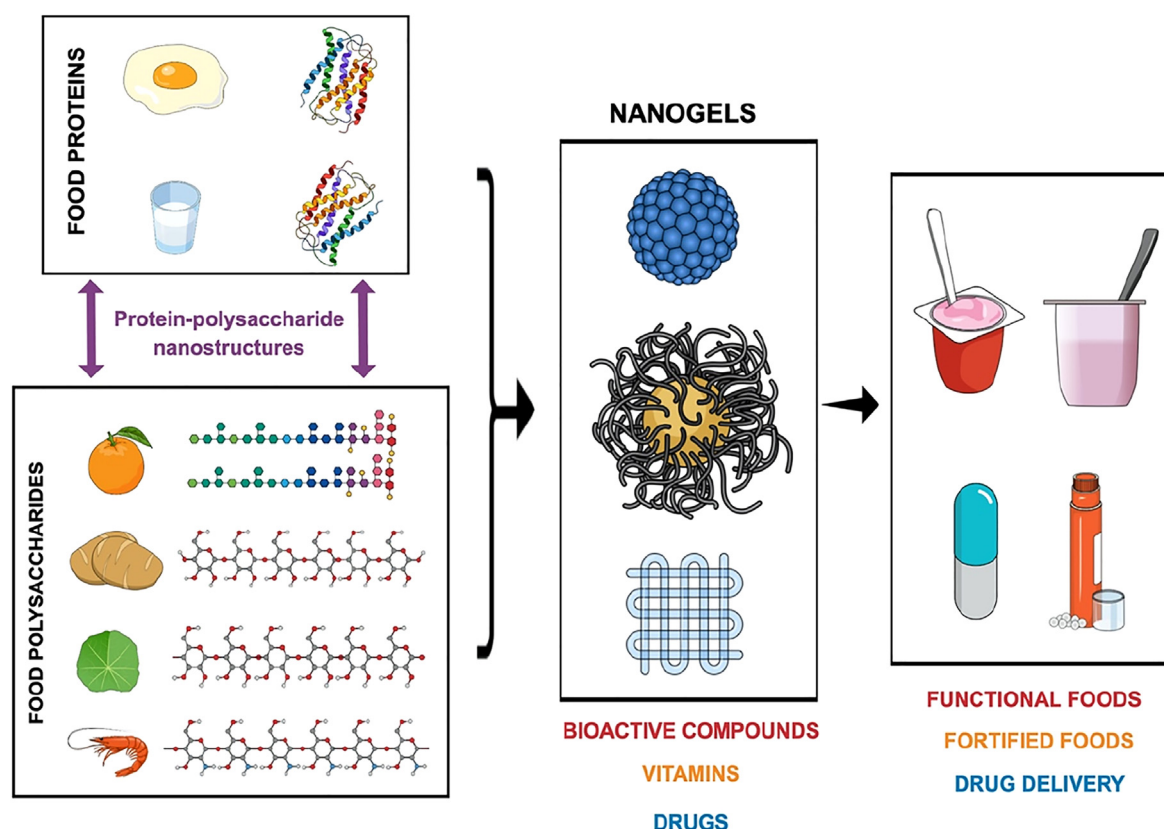 FOOD PROTEINS
Protein-polysaccharide
nanostructures
FOOD POLYSACCHARIDES
NANOGELS
BIOACTIVE COMPOUNDS
VITAMINS
DRUGS
FUNCTIONAL FOODS
FORTIFIED FOODS
DRUG DELIVERY